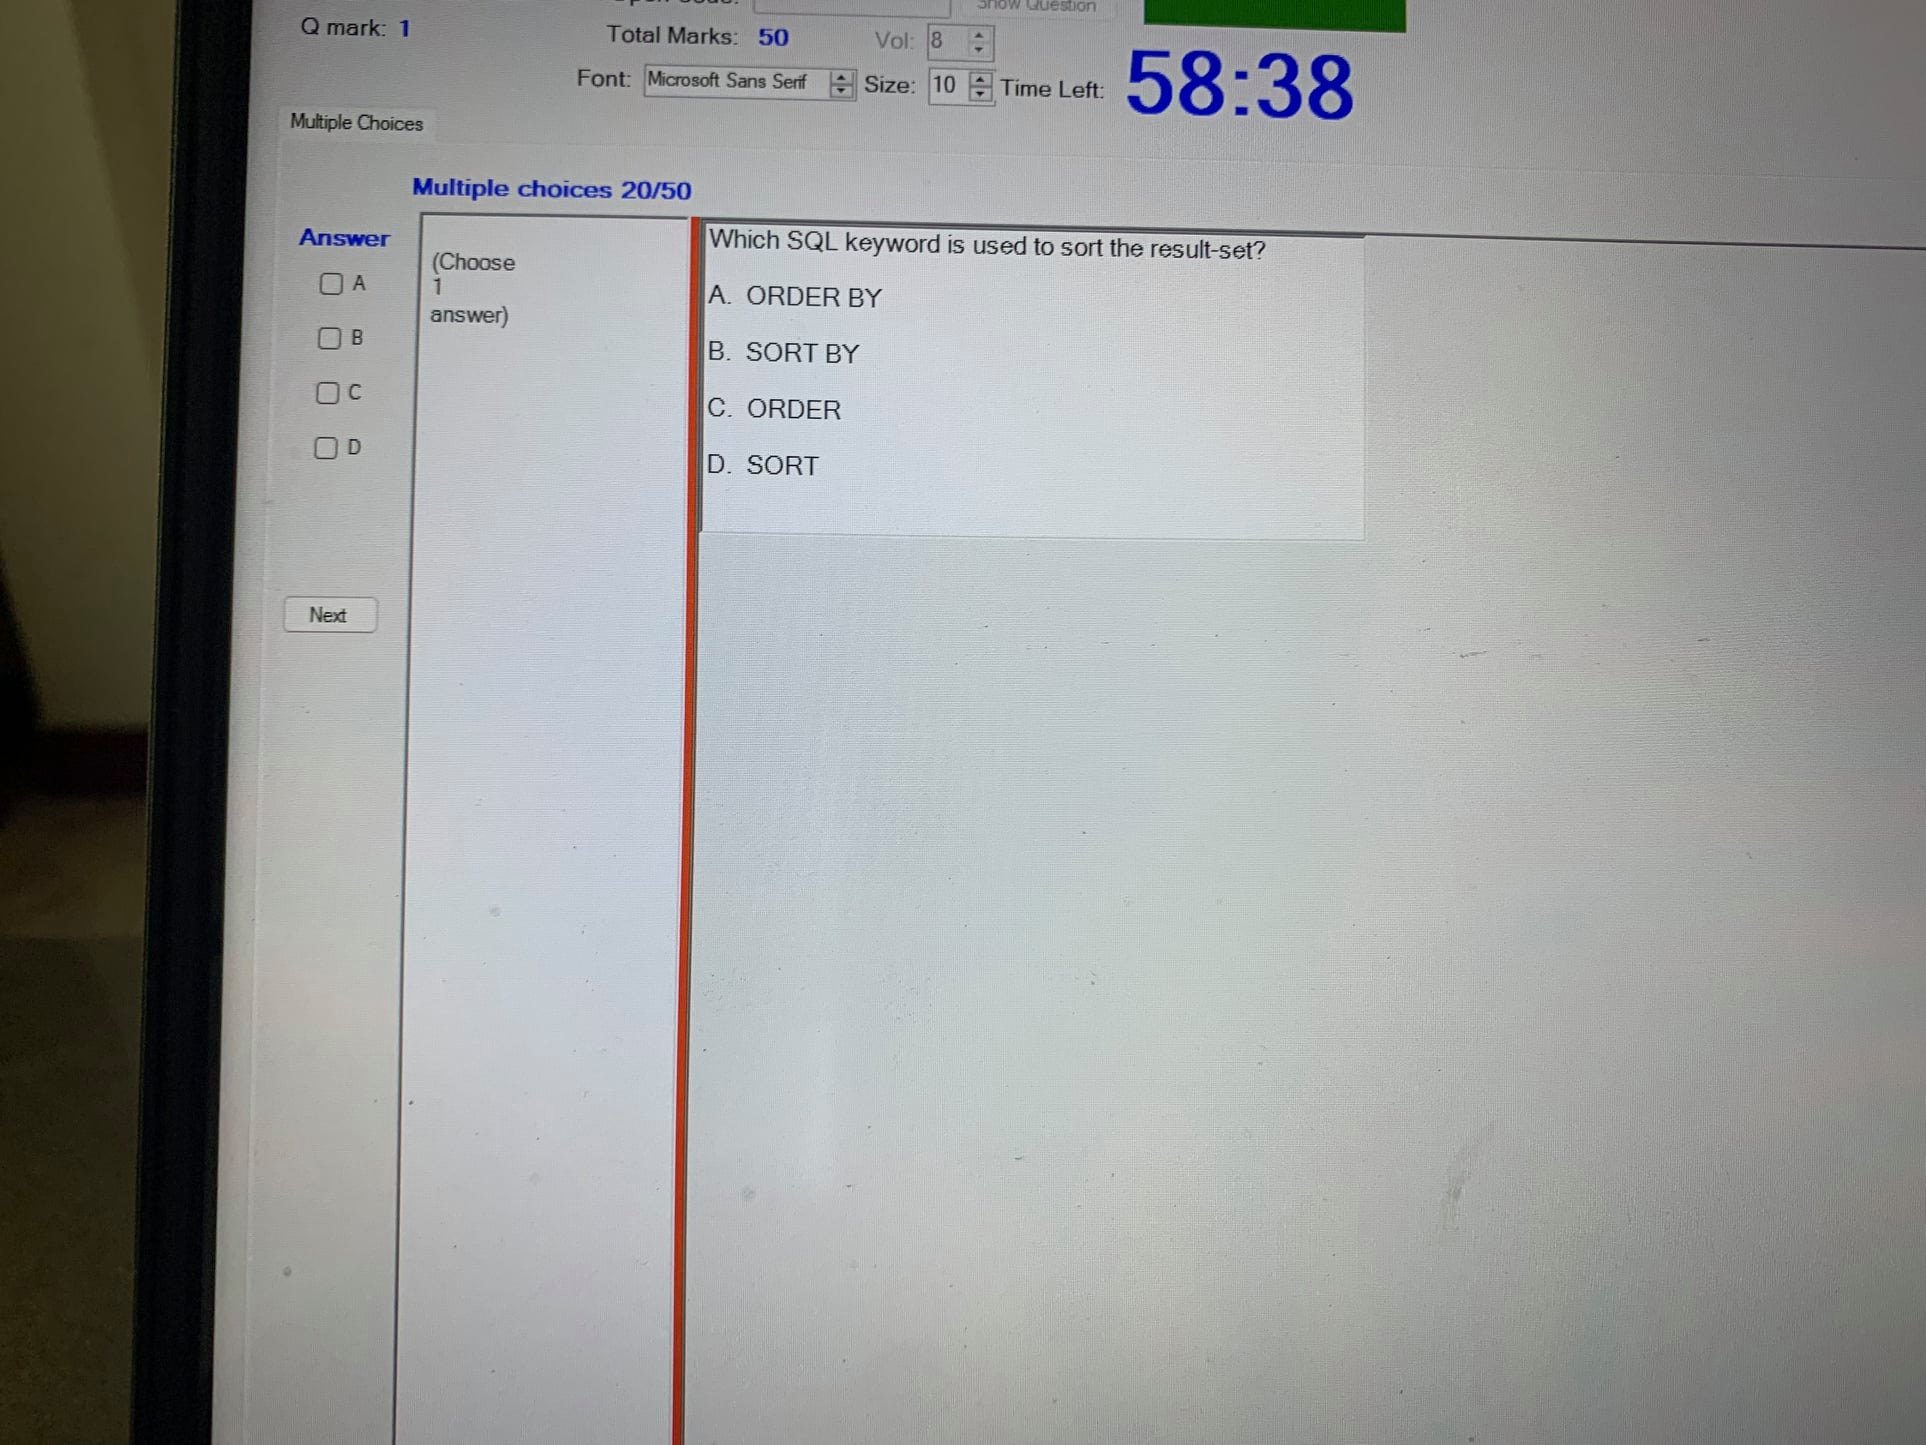 Q mark: 1
Show Question
Total Marks: 50
Vol: 8
Font: Microsoft Sans Serif
Size: 10
Time Left: 58:38
Multiple Choices
Multiple choices 20/50
Answer
A
B
C
D
Next
(Choose
1
answer)
Which SQL keyword is used to sort the result-set?
A. ORDER BY
B. SORT BY
C. ORDER
D. SORT